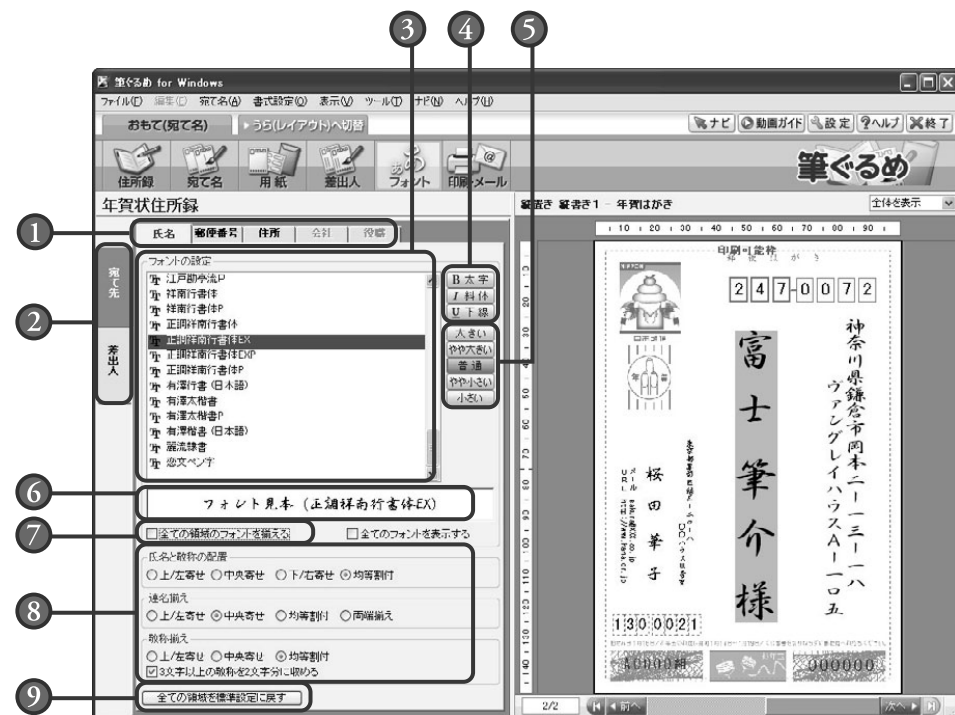 3
4
5
筆ぐるめ for Windows
ファイル(F) 編集(E) 宛て名(A) 書式設定(O) 表示(V) ツール(T) ナビ(N) ヘルプ(H)
おもて(宛て名)
うら(レイアウト)へ切替
ナビ
動画ガイド
設定
ヘルプ
終了
住所録
宛て名
用紙
差出人
フォント
印刷・メール
筆ぐるめ
年賀状住所録
縦置き 縦書き1 - 年賀はがき
全体を表示
1
氏名
郵便番号
住所
会社
役職
2
宛て先
差出人
フォントの設定
江戸勘亭流P
祥南行書体
祥南行書体P
正調祥南行書体
正調祥南行書体EX
正調祥南行書体EXP
正調祥南行書体P
有澤行書(日本語)
有澤太楷書
有澤太楷書P
有澤楷書(日本語)
麗流隷書
恋文ペン字
B 太字
I 斜体
U 下線
大きい
やや大きい
普通
やや小さい
小さい
6
フォント見本 (正調祥南行書体EX)
7
全ての領域のフォントを揃える
全てのフォントを表示する
8
氏名と敬称の配置
上/左寄せ 中央寄せ 下/右寄せ 均等割付
連名揃え
上/左寄せ 中央寄せ 均等割付 両端揃え
敬称揃え
上/左寄せ 中央寄せ 均等割付
3文字以上の敬称を2文字分に収める
9
全ての領域を標準設定に戻す
10 20 30 40 50 60 70 80 90
印刷可能枠
郵便はがき
247-0072
神奈川県鎌倉市岡本二ー一三ー一八
ヴァングレイハウスAー一〇五
富士筆介様
桜田華子
1300021
A0000組
000000
2/2
前へ
次へ